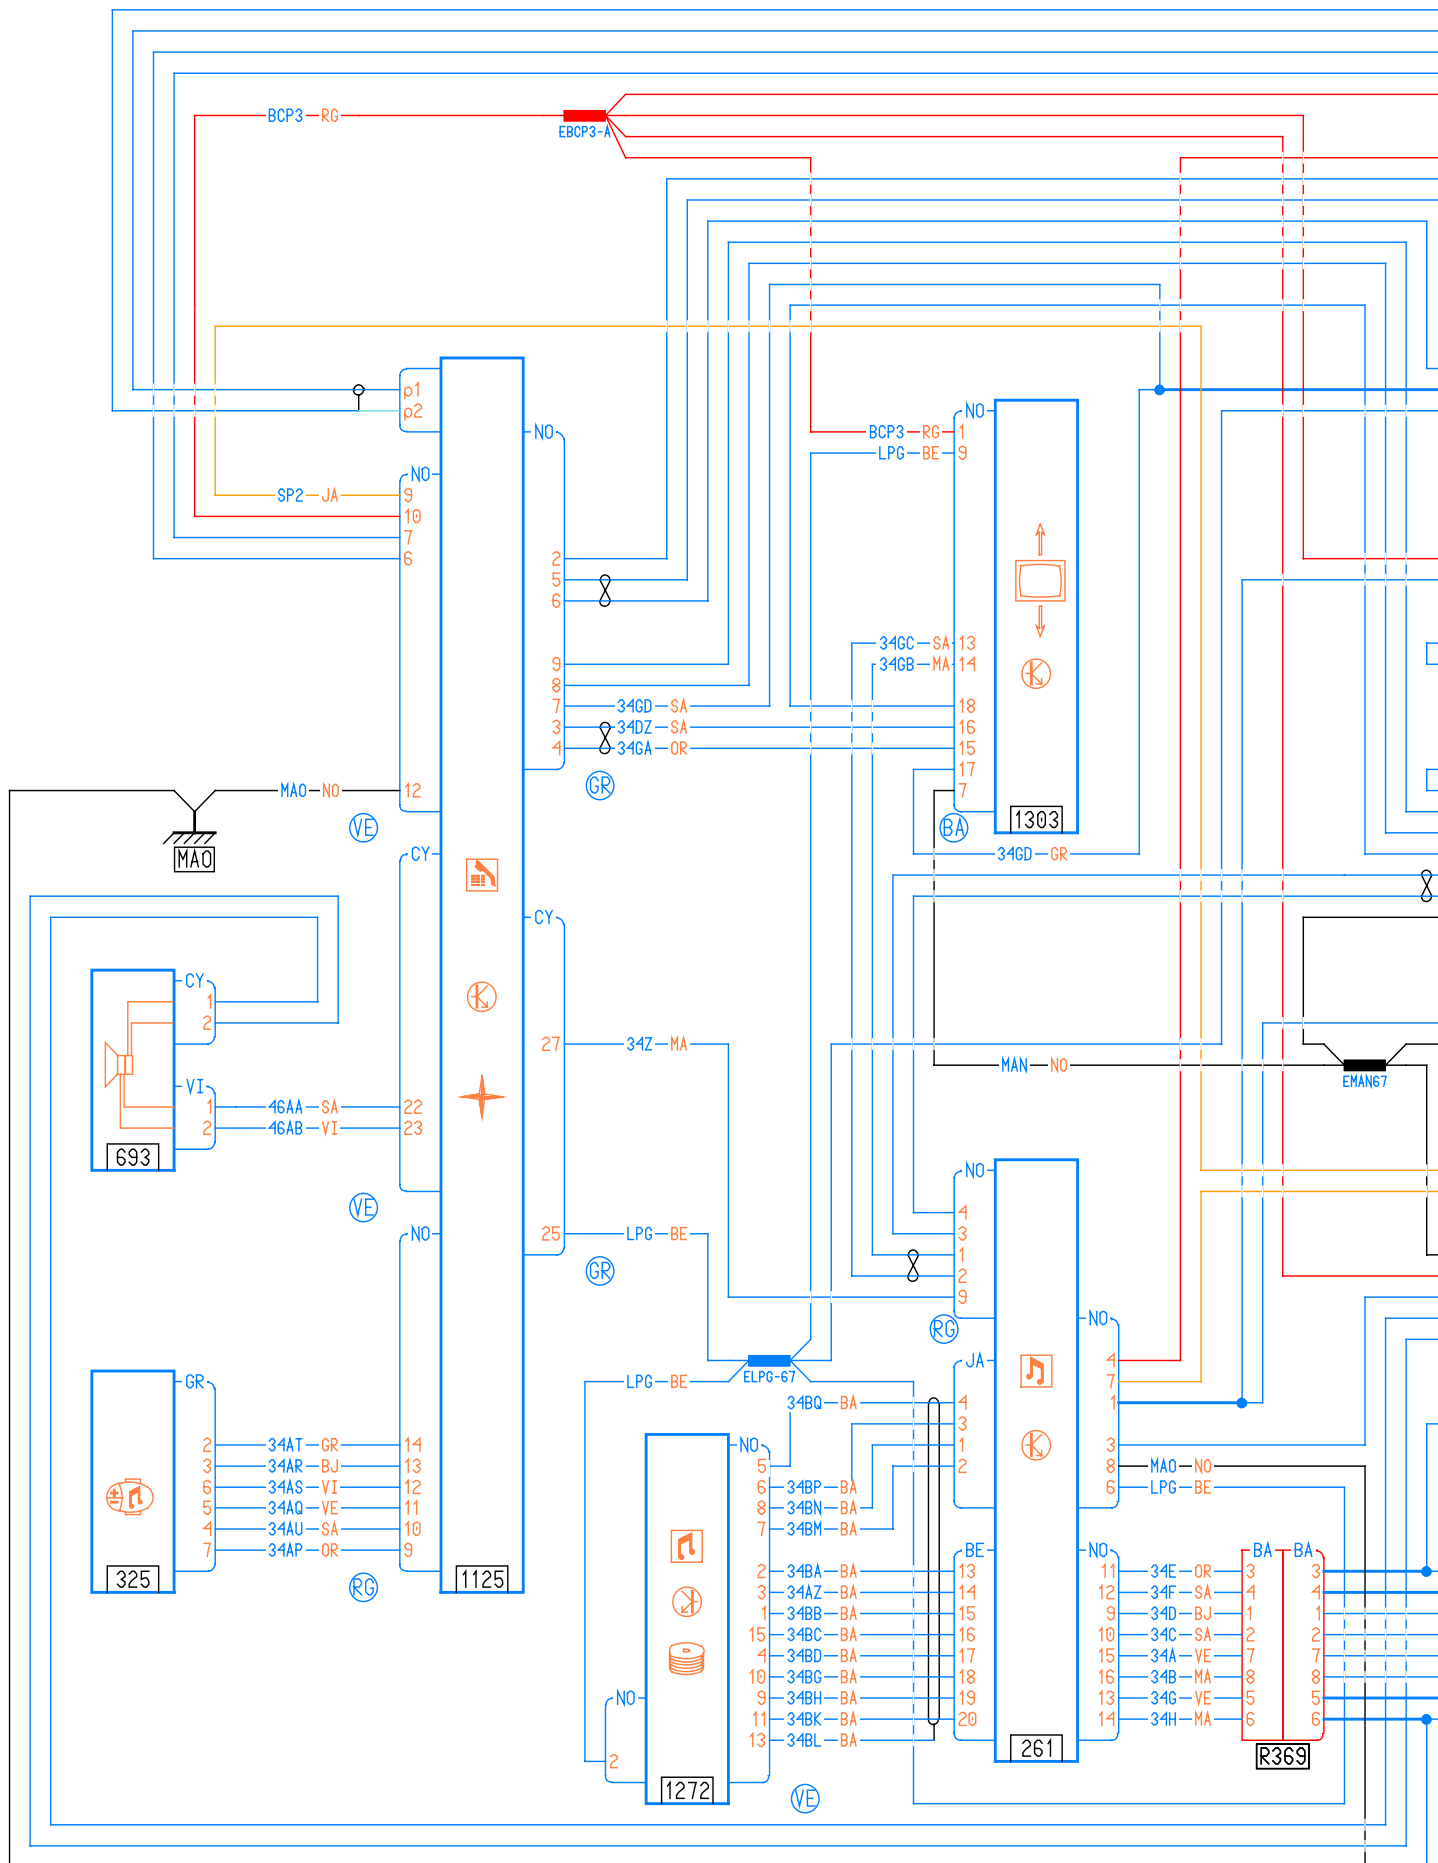 BCP3 RG
EBCP3-A
p1
p2
NO
NO
NO
BCP3 RG 1
LPG BE 9
SP2 JA 9
10
7
6
2
5
6
34GC SA 13
9
34GB MA 14
8
7 34GD SA
18
3 34DZ SA
16
4 34GA OR
15
17
MAO NO 12
7
GR
1303
VE
BA
MAO
CY
34GD GR
CY
CY
1
2
27 34Z MA
MAN NO
EMAN67
VI
1 46AA SA 22
2 46AB VI 23
693
NO
VE
4
NO
25 LPG BE
3
1
GR
2
9
RG
NO
JA
4
ELPG-67
GR
LPG BE
7
34BQ BA 4
1
3
2 34AT GR 14
NO
1
3
3 34AR BJ 13
5
2
8 MAO NO
6 34AS VI 12
6 34BP BA
6 LPG BE
5 34AQ VE 11
8 34BN BA
4 34AU SA 10
7 34BM BA
7 34AP OR 9
BE
NO
BA BA
325
RG
1125
2 34BA BA 13
11 34E OR 3 3
3 34AZ BA 14
12 34F SA 4 4
1 34BB BA 15
9 34D BJ 1 1
15 34BC BA 16
10 34C SA 2 2
4 34BD BA 17
15 34A VE 7 7
10 34BG BA 18
16 34B MA 8 8
NO
9 34BH BA 19
13 34G VE 5 5
11 34BK BA 20
14 34H MA 6 6
13 34BL BA
261
R369
2
1272
VE